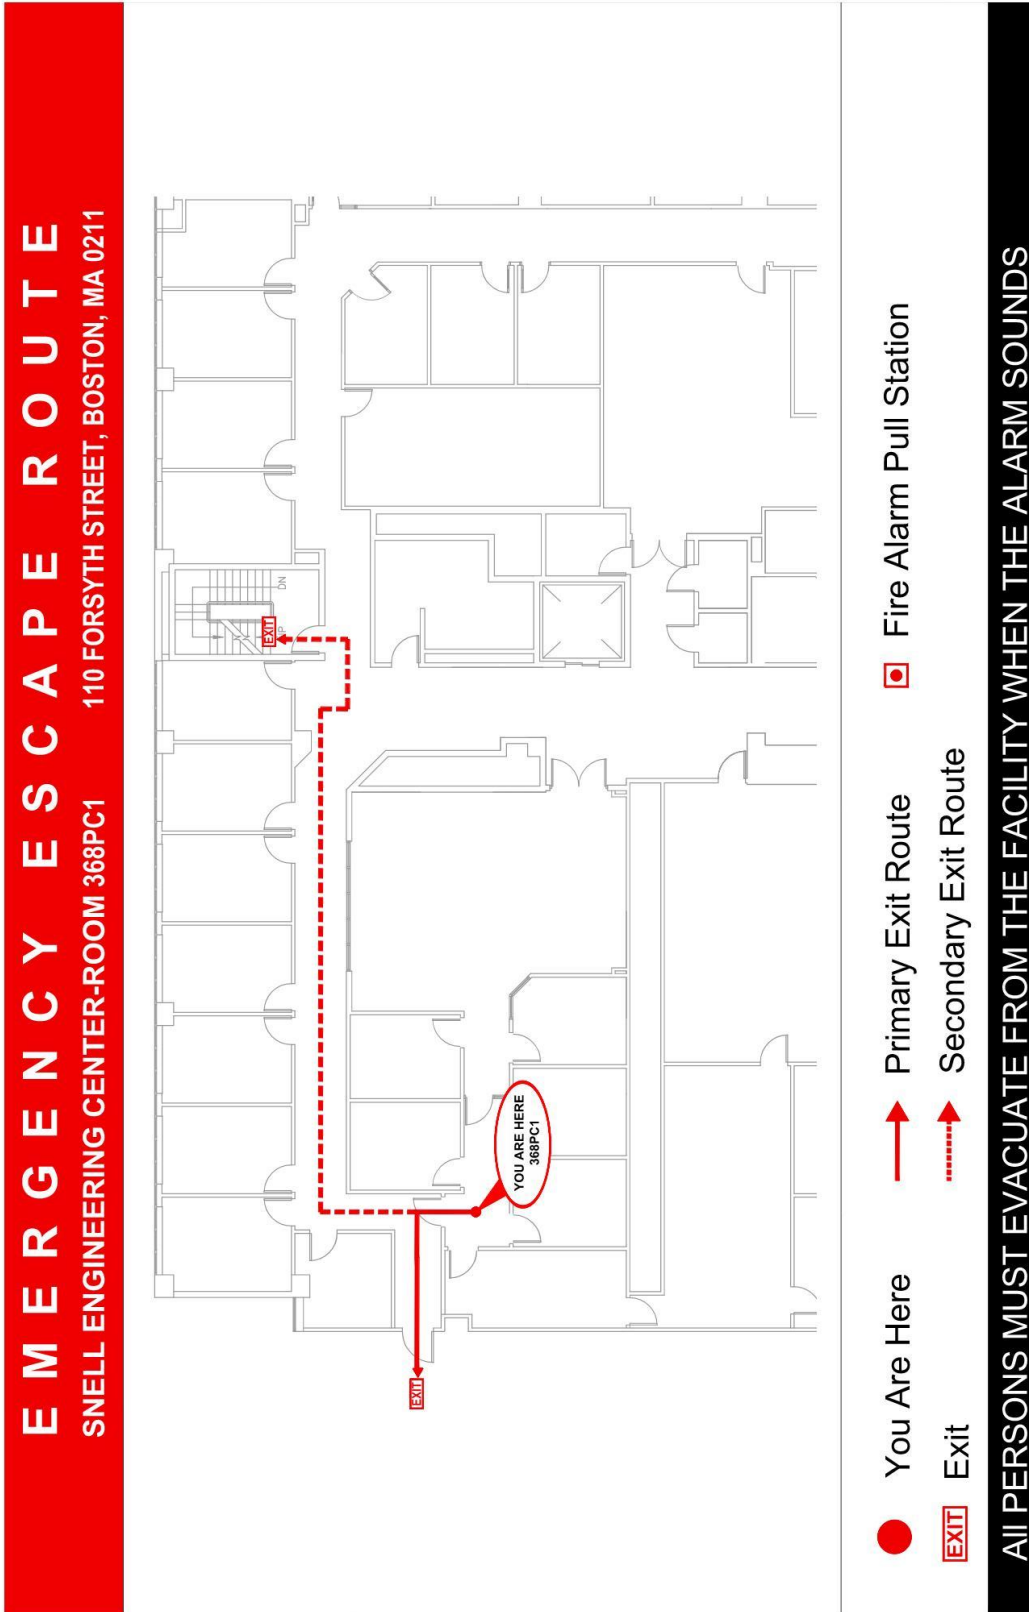 EMERGENCY ESCAPE ROUTE
SNELL ENGINEERING CENTER-ROOM 368PC1 110 FORSYTH STREET, BOSTON, MA 0211
EXIT
DN
YOU ARE HERE
368PC1
EXIT
You Are Here
Primary Exit Route
Fire Alarm Pull Station
EXIT Exit
Secondary Exit Route
All PERSONS MUST EVACUATE FROM THE FACILITY WHEN THE ALARM SOUNDS